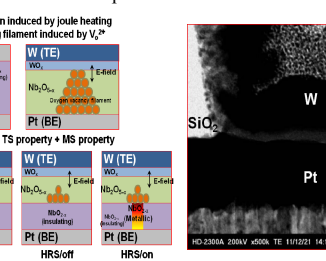 n induced by joule heating
filament induced by Vo2+
W (TE)
WOx
E-field
Nb2O5-x
Oxygen vacancy filament
Pt (BE)
TS property + MS property
W (TE)
WOx
E-field
Nb2O5-x
NbO2-x
(insulating)
Pt (BE)
HRS/off
W (TE)
WOx
E-field
Nb2O5-x
NbO2-x
(Metallic)
NbO2-x
(insulating)
Pt (BE)
HRS/on
W
SiO2
Pt
HD-2300A 200kV x500k TE 11/12/21